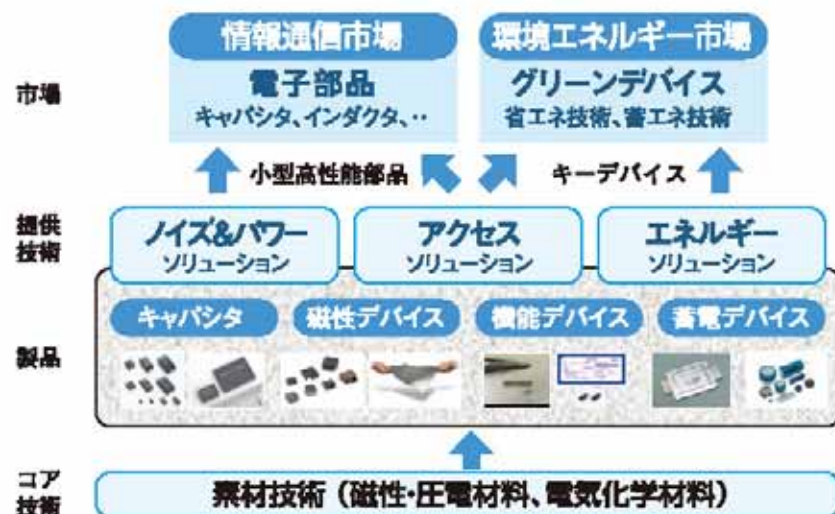 市場
情報通信市場
電子部品
キャパシタ、インダクタ、‥
環境エネルギー市場
グリーンデバイス
省エネ技術、蓄エネ技術
小型高性能部品
キーデバイス
提供
技術
ノイズ&パワー
ソリューション
アクセス
ソリューション
エネルギー
ソリューション
製品
キャパシタ
磁性デバイス
機能デバイス
蓄電デバイス
コア
技術
素材技術（磁性・圧電材料、電気化学材料）